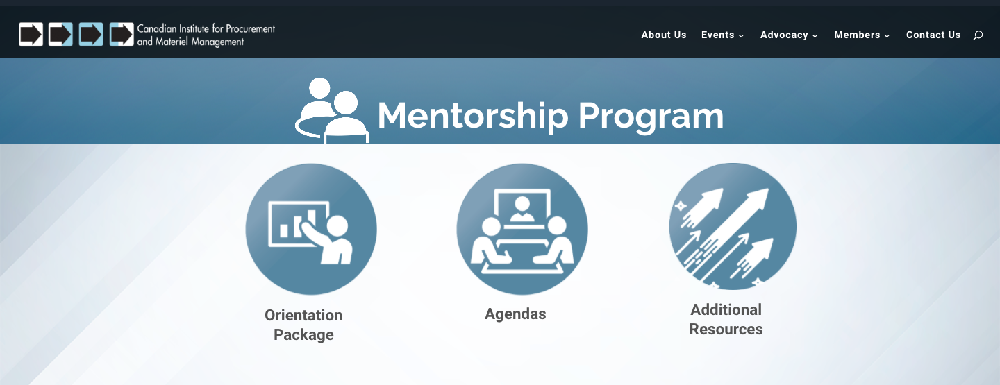 Canadian Institute for Procurement
and Materiel Management
About Us Events Advocacy Members Contact Us
Mentorship Program
Orientation
Package
Agendas
Additional
Resources